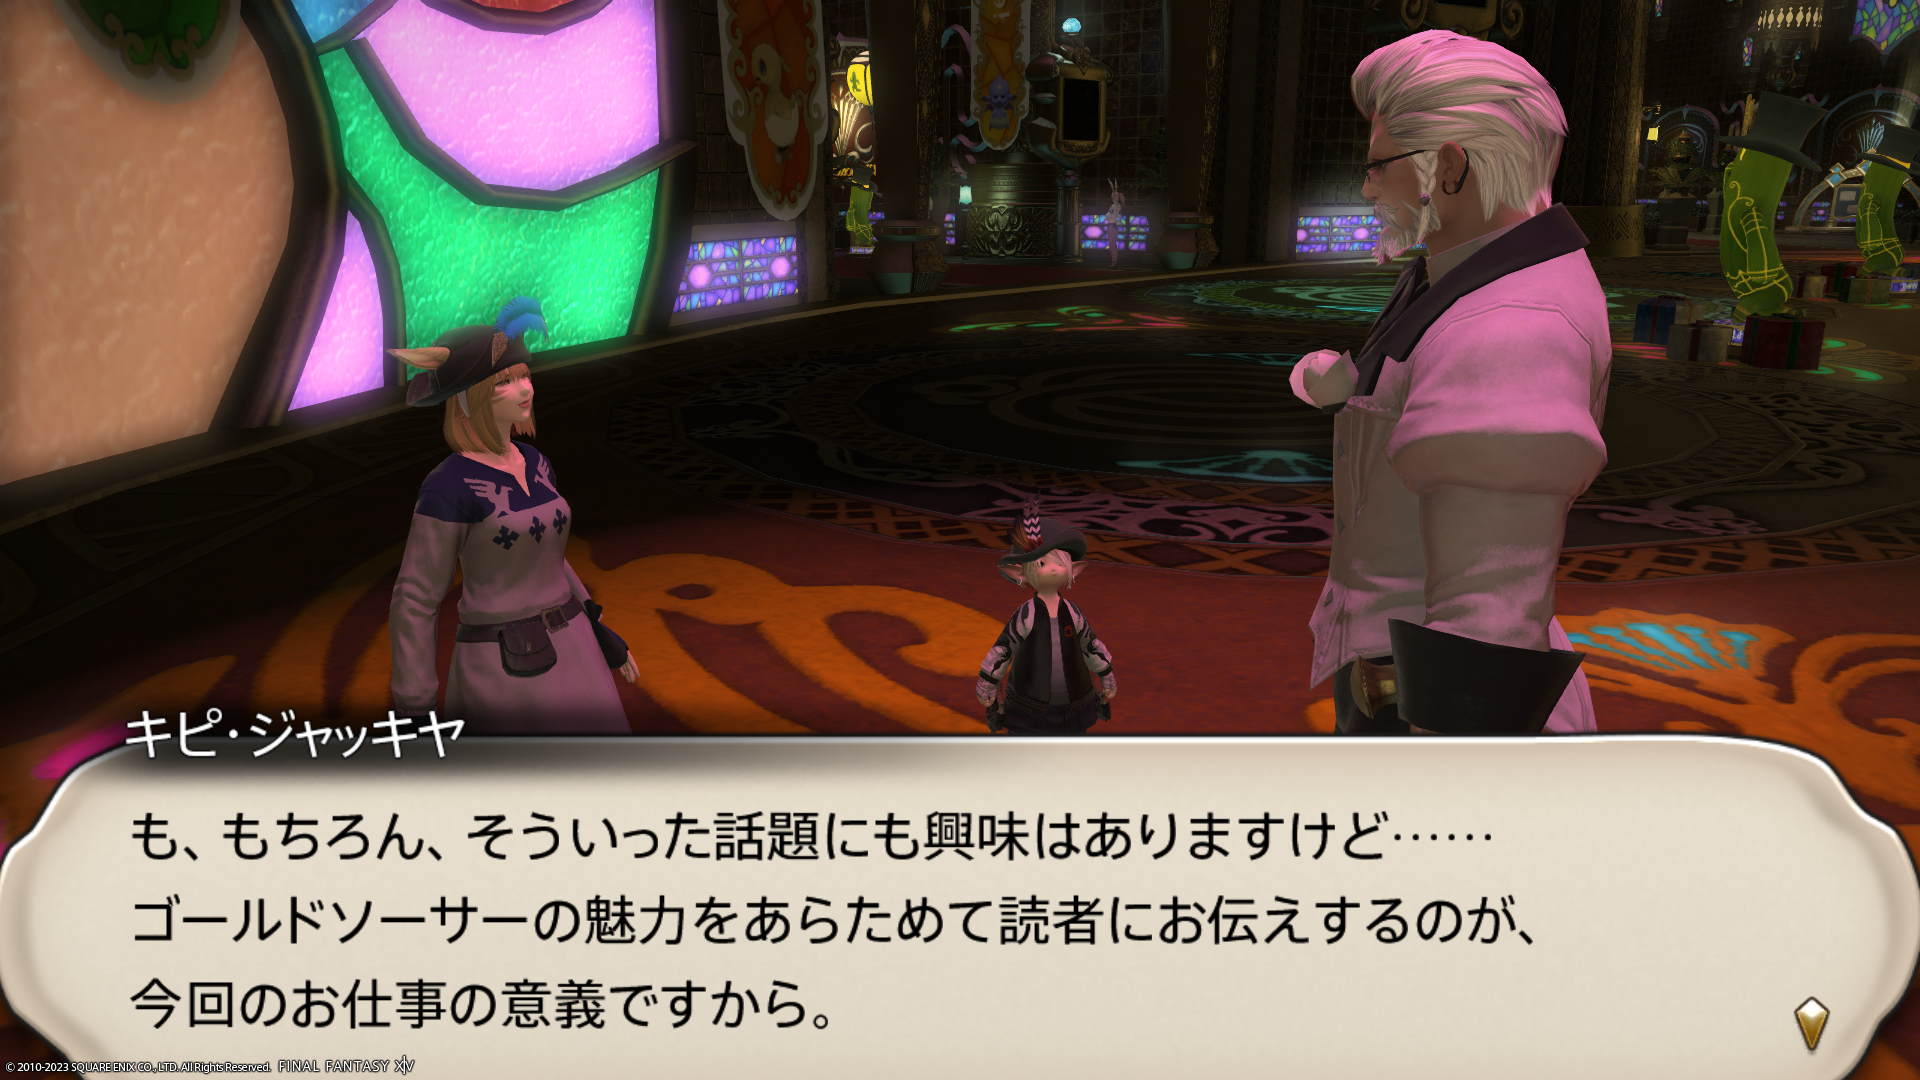 キピ・ジャッキヤ
も、もちろん、そういった話題にも興味はありますけど……
ゴールドソーサーの魅力をあらためて読者にお伝えするのが、
今回のお仕事の意義ですから。
© 2010-2023 SQUARE ENIX CO., LTD. All Rights Reserved. FINAL FANTASY XIV